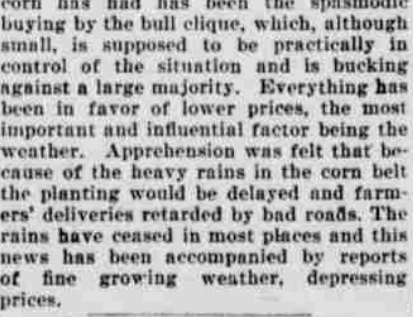 corn has had has been the spasmodic
buying by the bull clique, which, although
small, is supposed to be practically in
control of the situation and is bucking
against a large majority. Everything has
been in favor of lower prices, the most
important and influential factor being the
weather. Apprehension was felt that be-
cause of the heavy rains in the corn belt
the planting would be delayed and farm-
ers' deliveries retarded by bad roads. The
rains have ceased in most places and this
news has been accompanied by reports
of fine growing weather, depressing
prices.